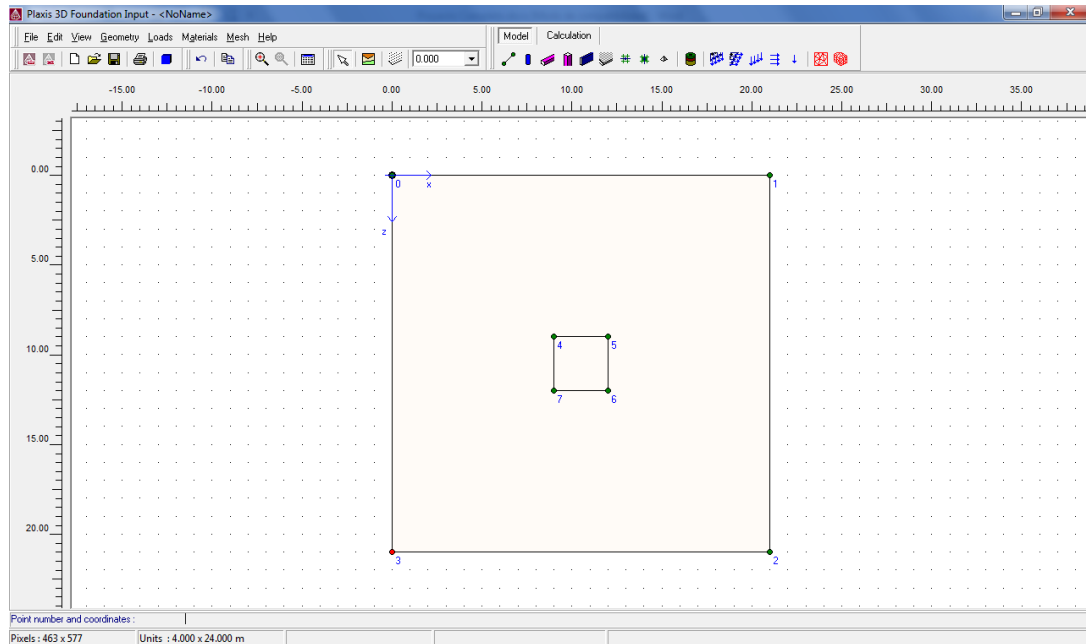 Plaxis 3D Foundation Input - <NoName>
File Edit View Geometry Loads Materials Mesh Help
Model Calculation
0.000
-15.00 -10.00 -5.00 0.00 5.00 10.00 15.00 20.00 25.00 30.00 35.00
0.00
0 x 1
z
5.00
10.00
4 5
7 6
15.00
20.00
3 2
Point number and coordinates :
Pixels : 463 x 577 Units : 4.000 x 24.000 m